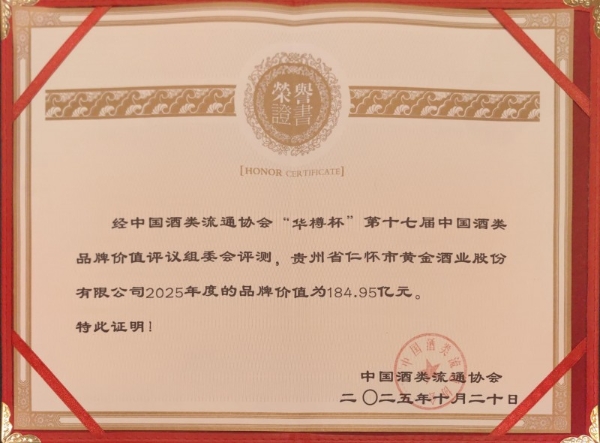 榮譽
證書
[HONOR CERTIFICATE]
经中国酒类流通协会“华樽杯”第十七届中国酒类
品牌价值评议组委会评测，贵州省仁怀市黄金酒业股份
有限公司2025年度的品牌价值为184.95亿元。
特此证明！
中国酒类流通协会
二〇二五年十月二十日